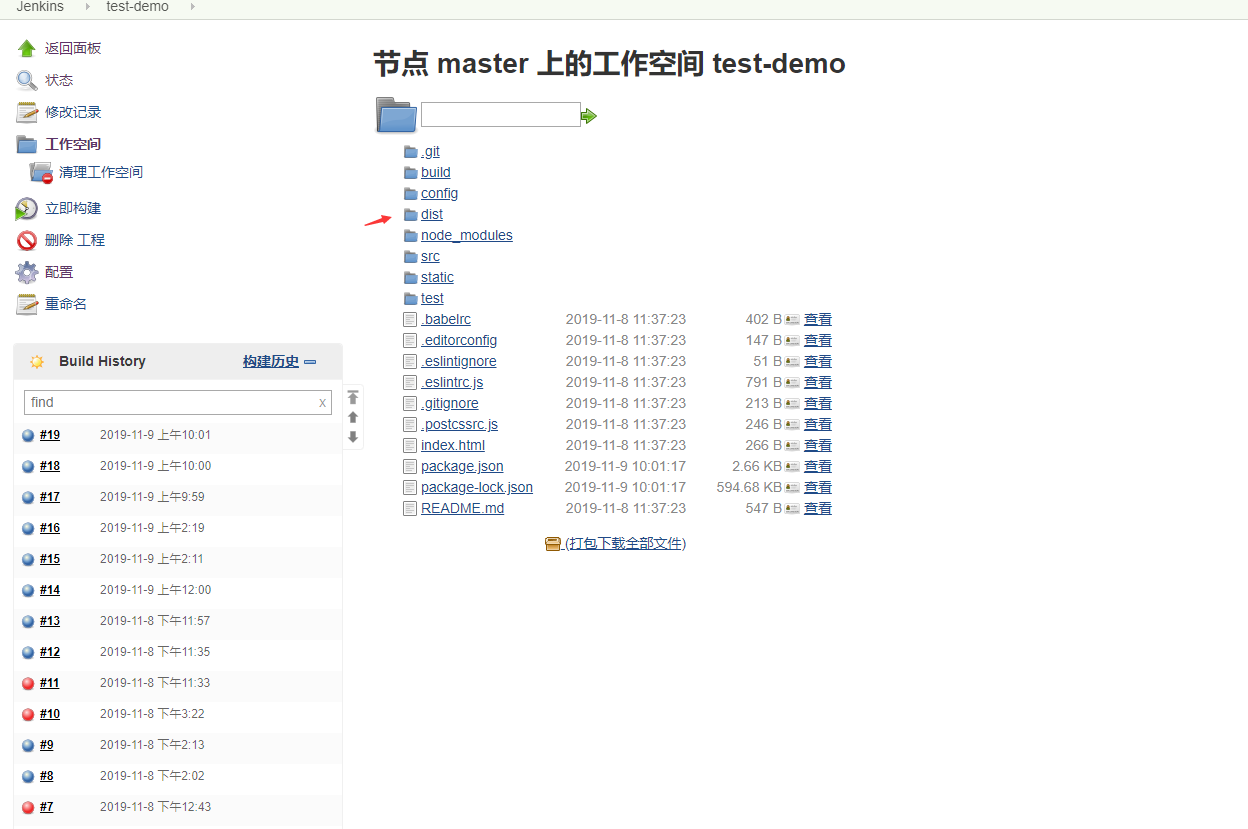 Jenkins test-demo
返回面板
状态
修改记录
工作空间
清理工作空间
立即构建
删除 工程
配置
重命名
Build History 构建历史
find x
#19 2019-11-9 上午10:01
#18 2019-11-9 上午10:00
#17 2019-11-9 上午9:59
#16 2019-11-9 上午2:19
#15 2019-11-9 上午2:11
#14 2019-11-9 上午12:00
#13 2019-11-8 下午11:57
#12 2019-11-8 下午11:35
#11 2019-11-8 下午11:33
#10 2019-11-8 下午3:22
#9 2019-11-8 下午2:13
#8 2019-11-8 下午2:02
#7 2019-11-8 下午12:43
节点 master 上的工作空间 test-demo
.git
build
config
dist
node_modules
src
static
test
.babelrc 2019-11-8 11:37:23 402 B 查看
.editorconfig 2019-11-8 11:37:23 147 B 查看
.eslintignore 2019-11-8 11:37:23 51 B 查看
.eslintrc.js 2019-11-8 11:37:23 791 B 查看
.gitignore 2019-11-8 11:37:23 213 B 查看
.postcssrc.js 2019-11-8 11:37:23 246 B 查看
index.html 2019-11-8 11:37:23 266 B 查看
package.json 2019-11-9 10:01:17 2.66 KB 查看
package-lock.json 2019-11-9 10:01:17 594.68 KB 查看
README.md 2019-11-8 11:37:23 547 B 查看
(打包下载全部文件)